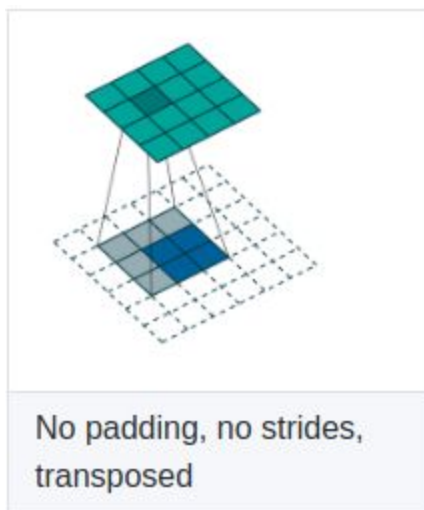 No padding, no strides,
transposed